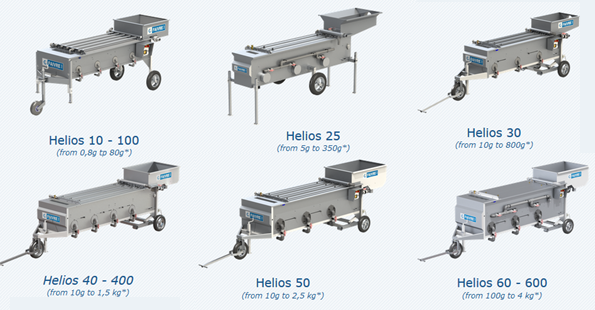 Helios 10 - 100
(from 0,8g tp 80g*)
Helios 25
(from 5g to 350g*)
Helios 30
(from 10g to 800g*)
Helios 40 - 400
(from 10g to 1,5 kg*)
Helios 50
(from 10g to 2,5 kg*)
Helios 60 - 600
(from 100g to 4 kg*)